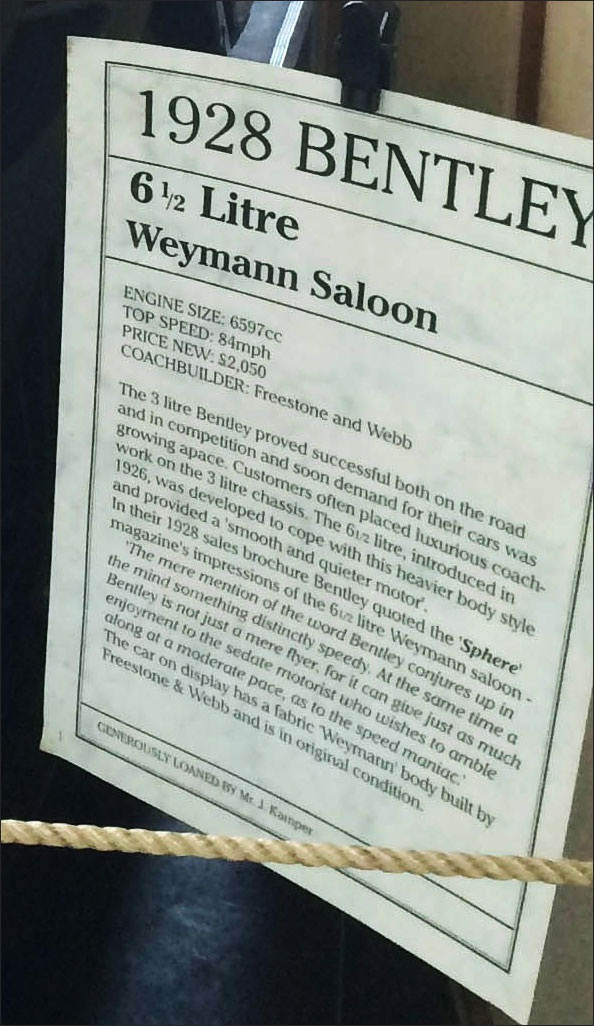 1928 BENTLEY
6 1/2 Litre
Weymann Saloon
ENGINE SIZE: 6597cc
TOP SPEED: 84mph
PRICE NEW: $2,050
COACHBUILDER: Freestone and Webb
The 3 litre Bentley proved successful both on the road
and in competition and soon demand for their cars was
growing apace. Customers often placed luxurious coach-
work on the 3 litre chassis. The 6 1/2 litre, introduced in
1926, was developed to cope with this heavier body style
and provided a 'smooth and quieter motor'.
In their 1928 sales brochure Bentley quoted the 'Sphere'
magazine's impressions of the 6 1/2 litre Weymann saloon -
'The mere mention of the word Bentley conjures up in
the mind something distinctly speedy. At the same time a
Bentley is not just a mere flyer, for it can give just as much
enjoyment to the sedate motorist who wishes to amble
along at a moderate pace, as to the speed maniac.'
The car on display has a fabric 'Weymann' body built by
Freestone & Webb and is in original condition.
GENEROUSLY LOANED BY Mr. J. Kamper